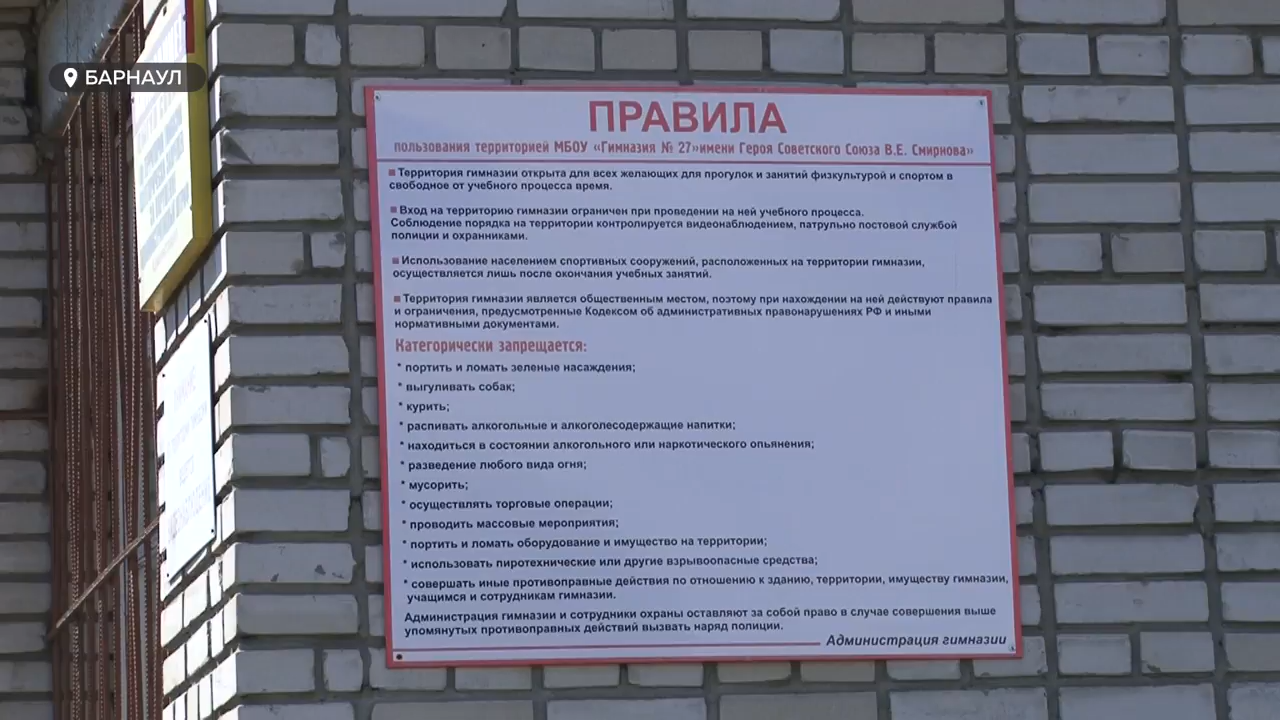 БАРНАУЛ
ПРАВИЛА
пользования территорией МБОУ «Гимназия № 27»имени Героя Советского Союза В.Е. Смирнова»
Территория гимназии открыта для всех желающих для прогулок и занятий физкультурой и спортом в
свободное от учебного процесса время.
Вход на территорию гимназии ограничен при проведении на ней учебного процесса.
Соблюдение порядка на территории контролируется видеонаблюдением, патрульно постовой службой
полиции и охранниками.
Использование населением спортивных сооружений, расположенных на территории гимназии,
осуществляется лишь после окончания учебных занятий.
Территория гимназии является общественным местом, поэтому при нахождении на ней действуют правила
и ограничения, предусмотренные Кодексом об административных правонарушениях РФ и иными
нормативными документами.
Категорически запрещается:
* портить и ломать зеленые насаждения;
* выгуливать собак;
* курить;
* распивать алкогольные и алкоголесодержащие напитки;
* находиться в состоянии алкогольного или наркотического опьянения;
* разведение любого вида огня;
* мусорить;
* осуществлять торговые операции;
* проводить массовые мероприятия;
* портить и ломать оборудование и имущество на территории;
* использовать пиротехнические или другие взрывоопасные средства;
* совершать иные противоправные действия по отношению к зданию, территории, имуществу гимназии,
учащимся и сотрудникам гимназии.
Администрация гимназии и сотрудники охраны оставляют за собой право в случае совершения выше
упомянутых противоправных действий вызвать наряд полиции.
Администрация гимназии